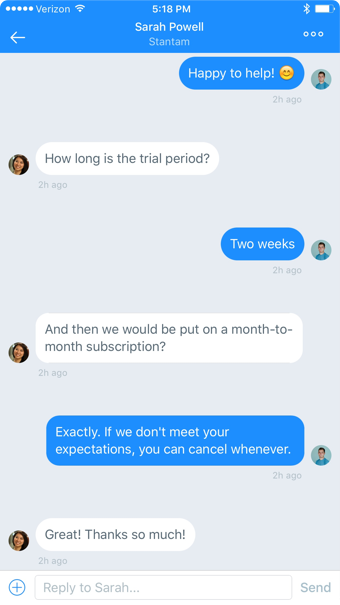 Verizon 5:18 PM
Sarah Powell
Stantam
Happy to help! 😊
2h ago
How long is the trial period?
2h ago
Two weeks
2h ago
And then we would be put on a month-to-
month subscription?
2h ago
Exactly. If we don't meet your
expectations, you can cancel whenever.
2h ago
Great! Thanks so much!
2h ago
Reply to Sarah... Send